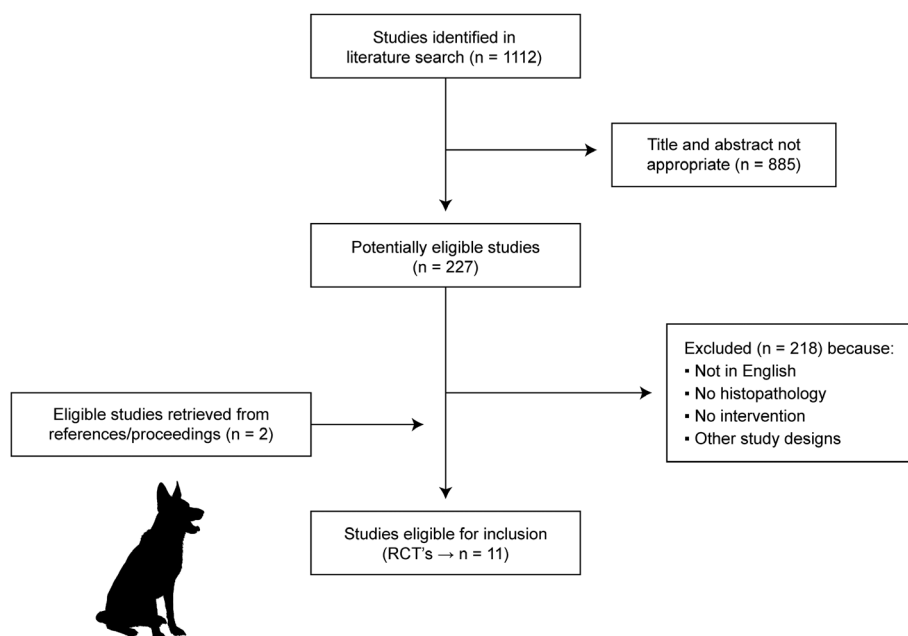 Studies identified in
literature search (n = 1112)
Title and abstract not
appropriate (n = 885)
Potentially eligible studies
(n = 227)
Excluded (n = 218) because:
▪ Not in English
▪ No histopathology
▪ No intervention
▪ Other study designs
Eligible studies retrieved from
references/proceedings (n = 2)
Studies eligible for inclusion
(RCT's → n = 11)